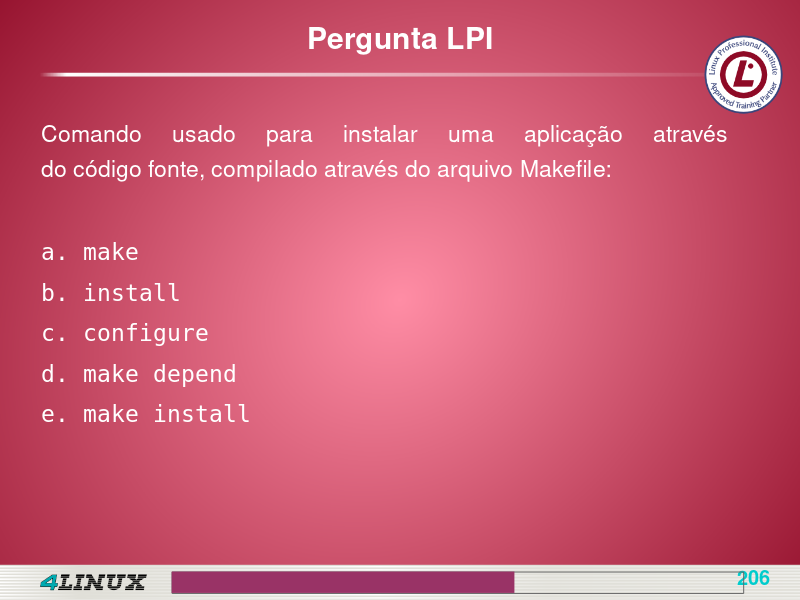 Pergunta LPI
Linux Professional Institute
Approved Training Partner
Comando usado para instalar uma aplicação através
do código fonte, compilado através do arquivo Makefile:
a. make
b. install
c. configure
d. make depend
e. make install
4LINUX
206